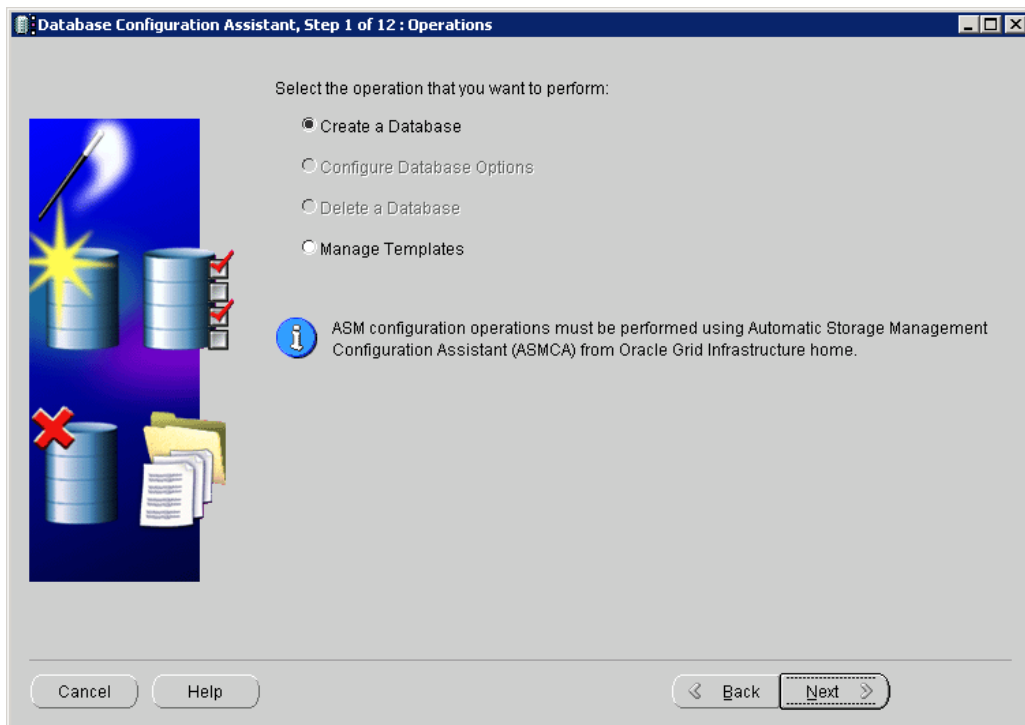 Database Configuration Assistant, Step 1 of 12 : Operations
Select the operation that you want to perform:
Create a Database
Configure Database Options
Delete a Database
Manage Templates
ASM configuration operations must be performed using Automatic Storage Management
Configuration Assistant (ASMCA) from Oracle Grid Infrastructure home.
Cancel
Help
Back
Next